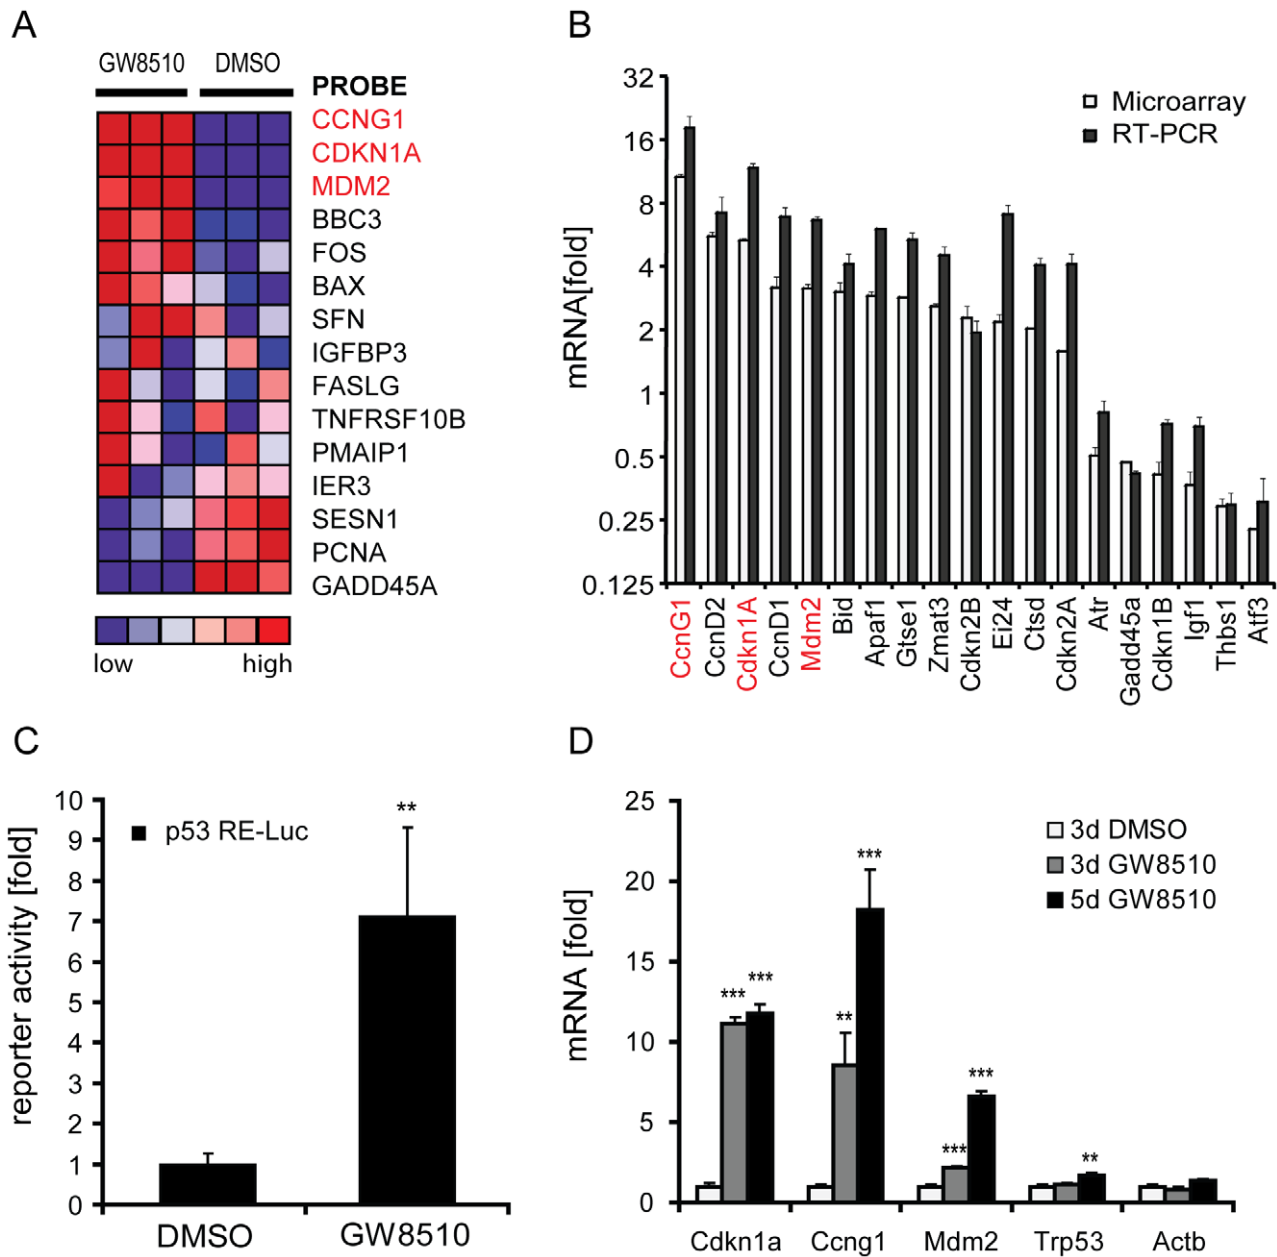 A
GW8510 DMSO
PROBE
CCNG1
CDKN1A
MDM2
BBC3
FOS
BAX
SFN
IGFBP3
FASLG
TNFRSF10B
PMAIP1
IER3
SESN1
PCNA
GADD45A
low high
B
mRNA[fold]
32
16
8
4
2
1
0.5
0.25
0.125
Microarray
RT-PCR
CcnG1
CcnD2
Cdkn1A
CcnD1
Mdm2
Bid
Apaf1
Gtse1
Zmat3
Cdkn2B
Ei24
Ctsd
Cdkn2A
Atr
Gadd45a
Cdkn1B
Igf1
Thbs1
Atf3
C
reporter activity [fold]
10
9
8
7
6
5
4
3
2
1
0
p53 RE-Luc
**
DMSO GW8510
D
mRNA [fold]
25
20
15
10
5
0
3d DMSO
3d GW8510
5d GW8510
*** ***
** ***
*** ***
**
Cdkn1a Ccng1 Mdm2 Trp53 Actb